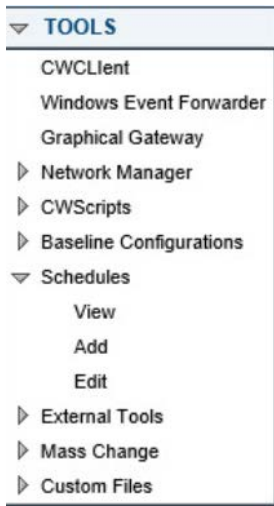 TOOLS
CWCLIent
Windows Event Forwarder
Graphical Gateway
Network Manager
CWScripts
Baseline Configurations
Schedules
View
Add
Edit
External Tools
Mass Change
Custom Files